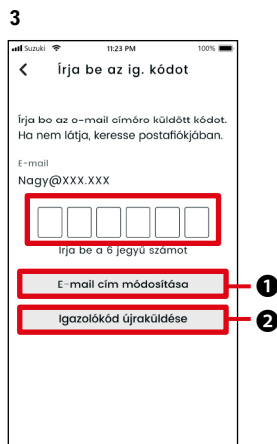 3
Suzuki 11:23 PM 100%
Írja be az ig. kódot
Írja be az e-mail címére küldött kódot.
Ha nem látja, keresse postafiókjában.
E-mail
Nagy@XXX.XXX
Írja be a 6 jegyű számot
E-mail cím módosítása
1
Igazolókód újraküldése
2